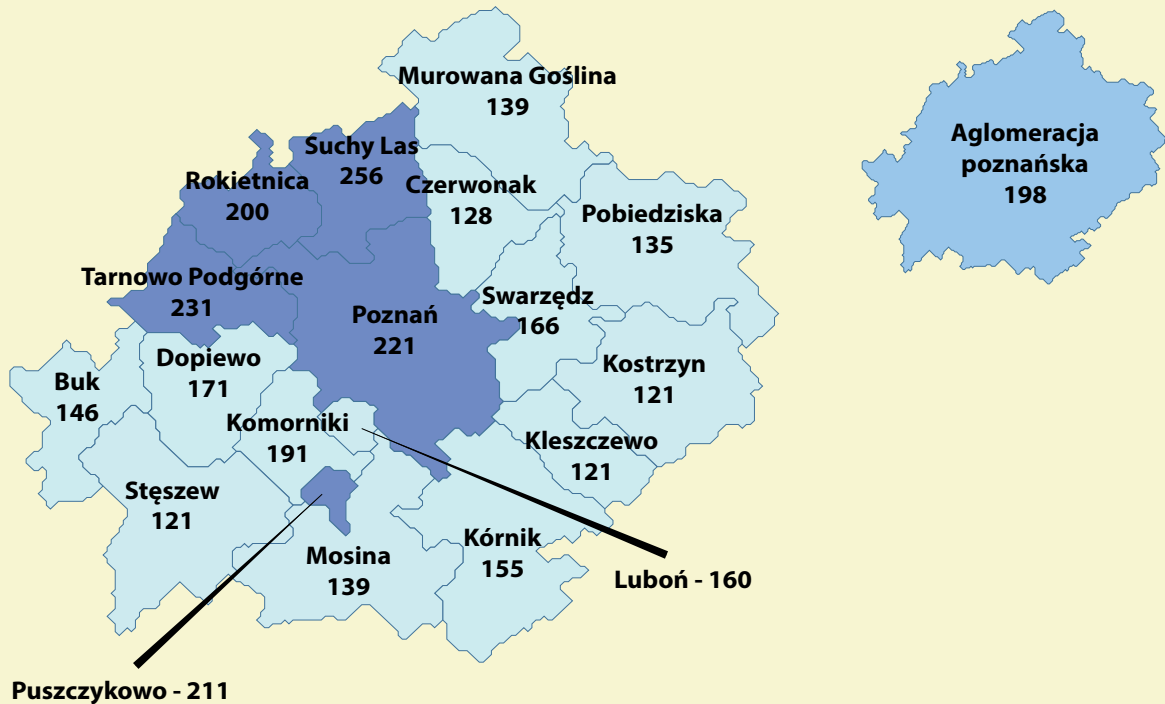 Murowana Goślina
139
Suchy Las
256
Rokietnica
200
Czerwonak
128
Pobiedziska
135
Tarnowo Podgórne
231
Poznań
221
Swarzędz
166
Dopiewo
171
Buk
146
Kostrzyn
121
Komorniki
191
Kleszczewo
121
Stęszew
121
Mosina
139
Kórnik
155
Luboń - 160
Puszczykowo - 211
Aglomeracja
poznańska
198